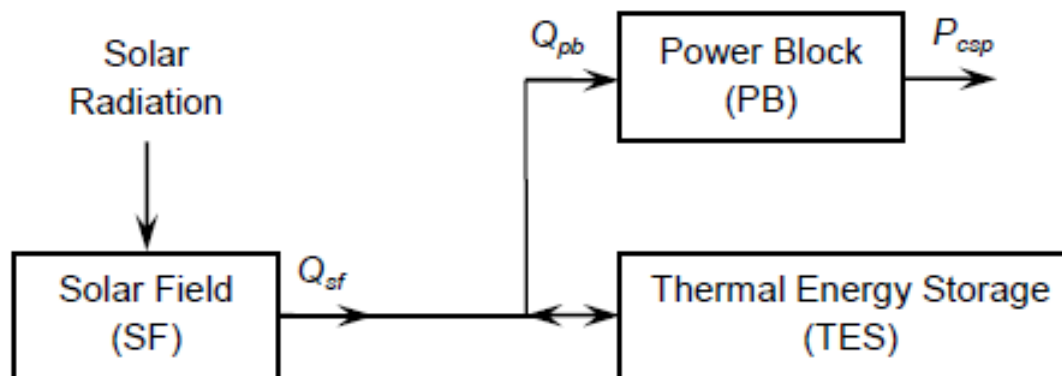 Solar
Radiation
Q_sf
Solar Field
(SF)
Q_pb
Power Block
(PB)
P_csp
Thermal Energy Storage
(TES)